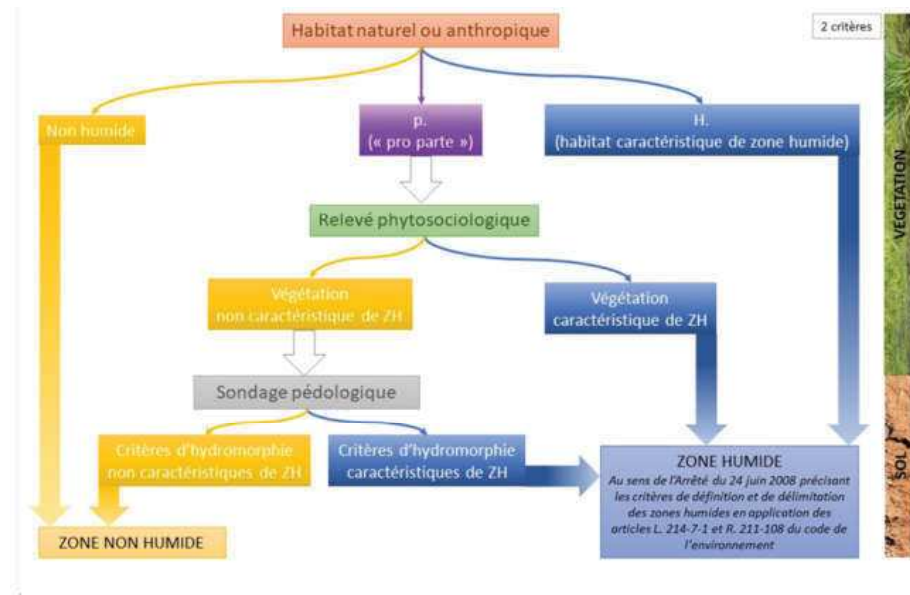 Habitat naturel ou anthropique
2 critères
Non humide
p.
(« pro parte »)
H.
(habitat caractéristique de zone humide)
VEGETATION
Relevé phytosociologique
Végétation
non caractéristique de ZH
Végétation
caractéristique de ZH
Sondage pédologique
Critères d'hydromorphie
non caractéristiques de ZH
Critères d'hydromorphie
caractéristiques de ZH
SOL
ZONE HUMIDE
Au sens de l'Arrêté du 24 juin 2008 précisant
les critères de définition et de délimitation
des zones humides en application des
articles L. 214-7-1 et R. 211-108 du code de
l'environnement
ZONE NON HUMIDE